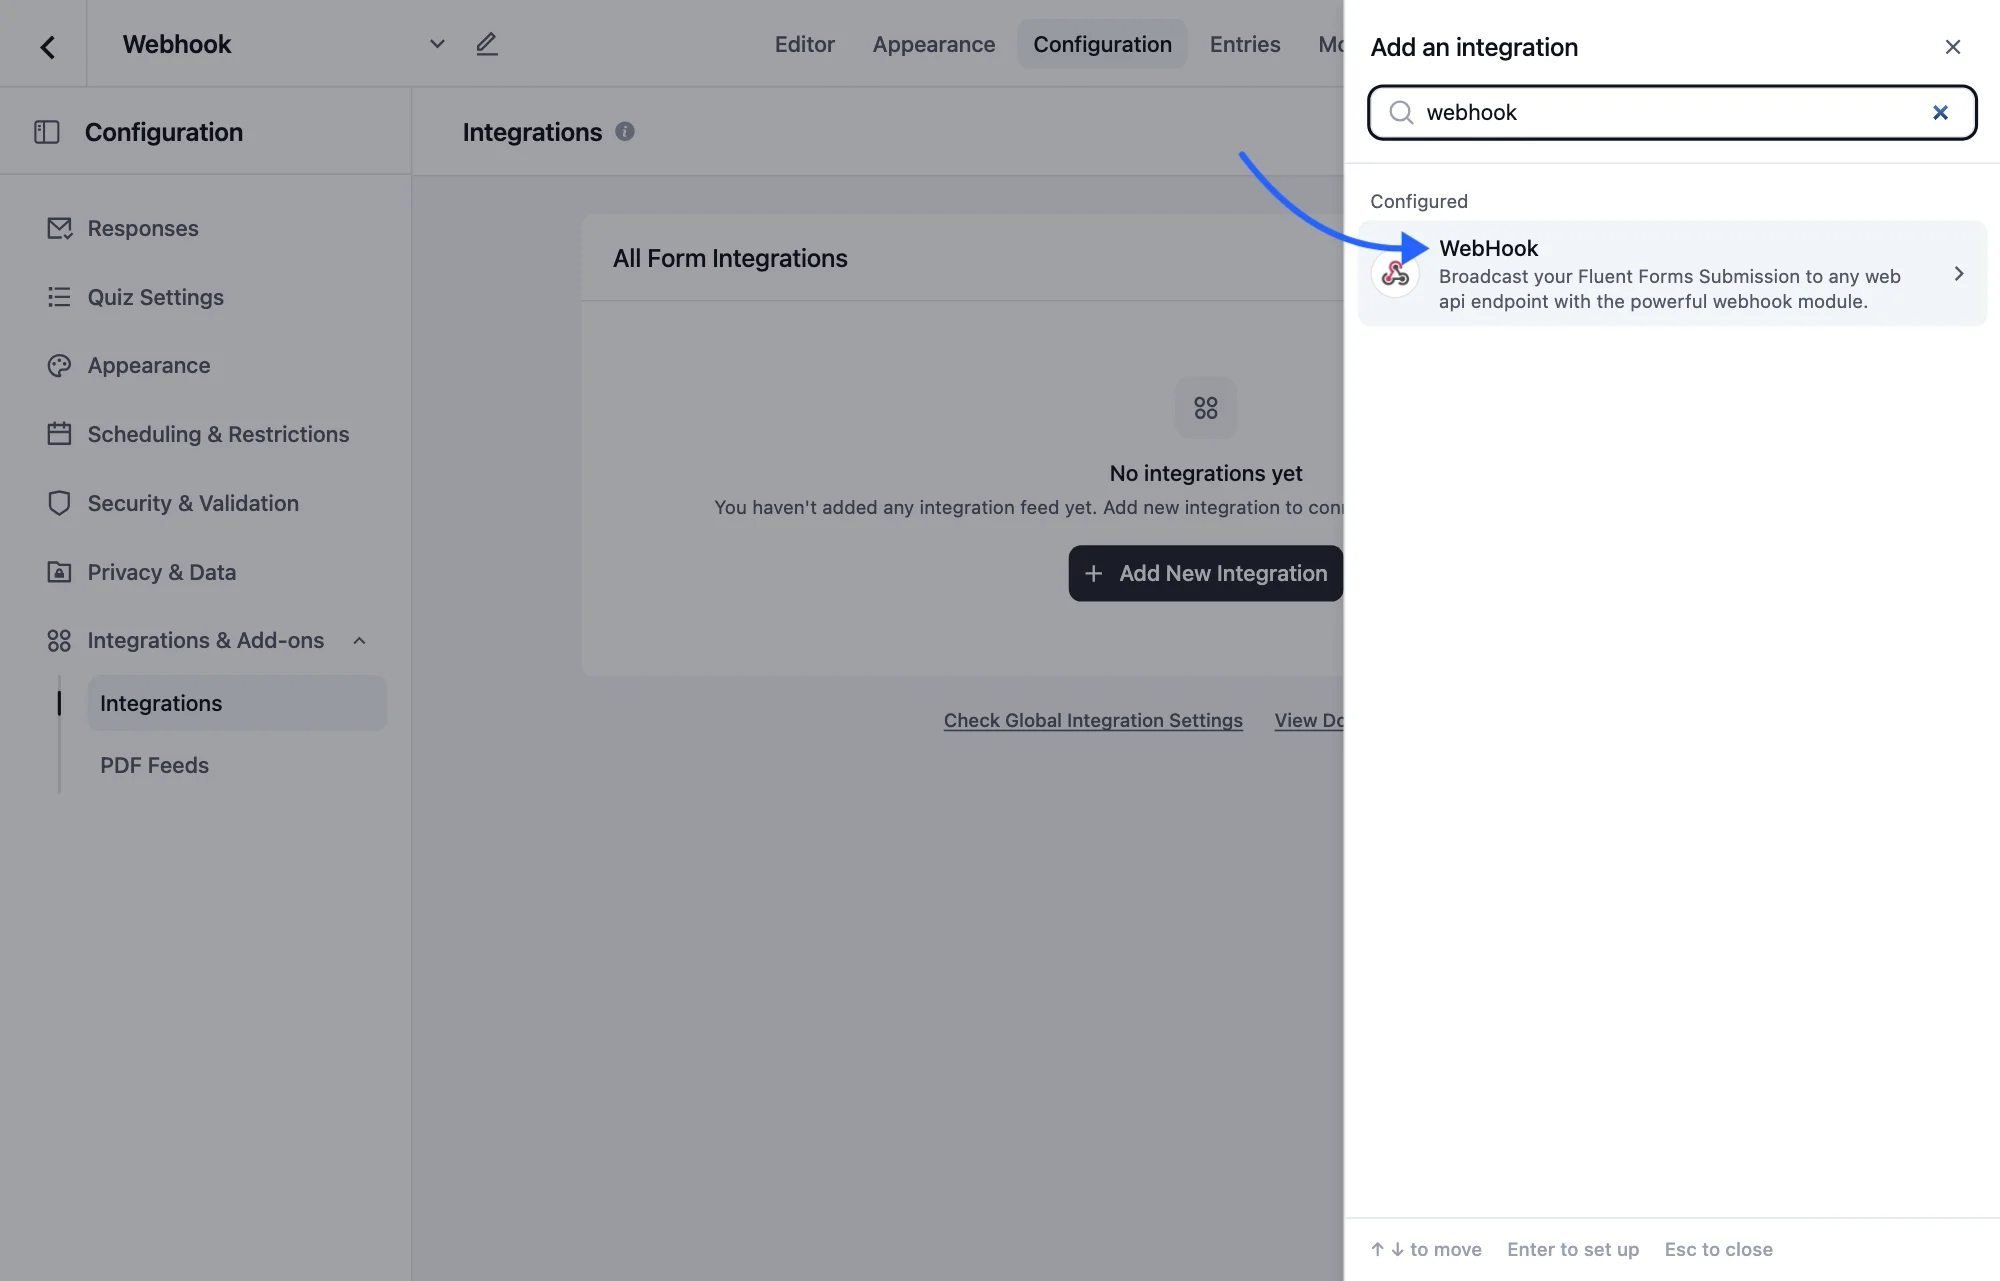 Webhook
Editor
Appearance
Configuration
Entries
Configuration
Responses
Quiz Settings
Appearance
Scheduling & Restrictions
Security & Validation
Privacy & Data
Integrations & Add-ons
Integrations
PDF Feeds
Integrations
All Form Integrations
No integrations yet
You haven't added any integration feed yet. Add new integration to
+ Add New Integration
Check Global Integration Settings
View
Add an integration
webhook
Configured
WebHook
Broadcast your Fluent Forms Submission to any web
api endpoint with the powerful webhook module.
↑ ↓ to move
Enter to set up
Esc to close